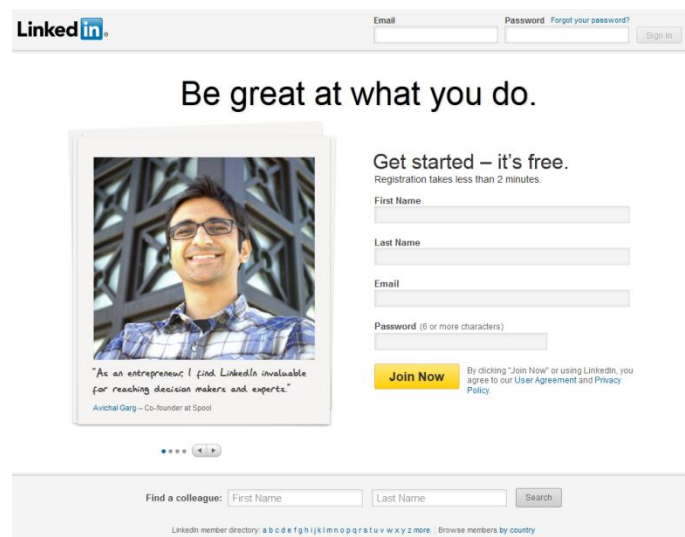 Linked in®
Email
Password Forgot your password?
Sign In
Be great at what you do.
Get started – it's free.
Registration takes less than 2 minutes.
First Name
Last Name
Email
Password (6 or more characters)
Join Now
By clicking "Join Now" or using LinkedIn, you
agree to our User Agreement and Privacy
Policy.
"As an entrepreneur, I find LinkedIn invaluable
for reaching decision makers and experts."
Avichal Garg – Co-founder at Spool
Find a colleague: First Name Last Name Search
LinkedIn member directory: a b c d e f g h i j k l m n o p q r s t u v w x y z more | Browse members by country